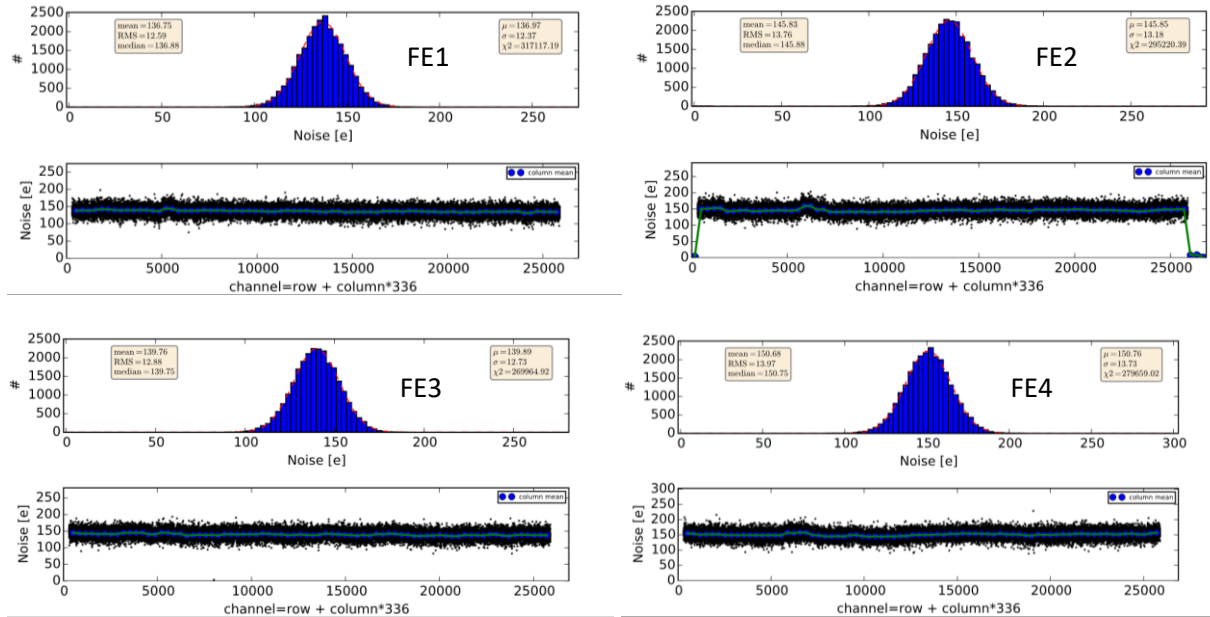 mean=136.75
RMS=12.59
median=136.88
μ=136.97
σ=12.37
χ2=317117.19
FE1
#
2500
2000
1500
1000
500
0
0 50 100 150 200 250
Noise [e]
column mean
Noise [e]
250
200
150
100
50
0
0 5000 10000 15000 20000 25000
channel=row + column*336
mean=145.83
RMS=13.76
median=145.88
μ=145.85
σ=13.18
χ2=295220.39
FE2
#
2500
2000
1500
1000
500
0
0 50 100 150 200 250
Noise [e]
column mean
Noise [e]
250
200
150
100
50
0
0 5000 10000 15000 20000 25000
channel=row + column*336
mean=139.76
RMS=12.88
median=139.75
μ=139.89
σ=12.73
χ2=269964.92
FE3
#
2500
2000
1500
1000
500
0
0 50 100 150 200 250
Noise [e]
column mean
Noise [e]
250
200
150
100
50
0
0 5000 10000 15000 20000 25000
channel=row + column*336
mean=150.68
RMS=13.97
median=150.75
μ=150.76
σ=13.73
χ2=279659.02
FE4
#
2500
2000
1500
1000
500
0
0 50 100 150 200 250 300
Noise [e]
column mean
Noise [e]
300
250
200
150
100
50
0
0 5000 10000 15000 20000 25000
channel=row + column*336